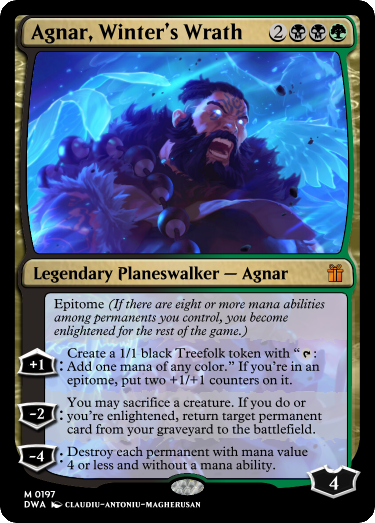 Agnar, Winter's Wrath 2
Legendary Planeswalker — Agnar
Epitome (If there are eight or more mana abilities
among permanents you control, you become
enlightened for the rest of the game.)
+1: Create a 1/1 black Treefolk token with “ :
Add one mana of any color.” If you're in an
epitome, put two +1/+1 counters on it.
-2: You may sacrifice a creature. If you do or
you're enlightened, return target permanent
card from your graveyard to the battlefield.
-4: Destroy each permanent with mana value
4 or less and without a mana ability.
4
M 0197
DWA CLAUDIU-ANTONIU-MAGHERUSAN